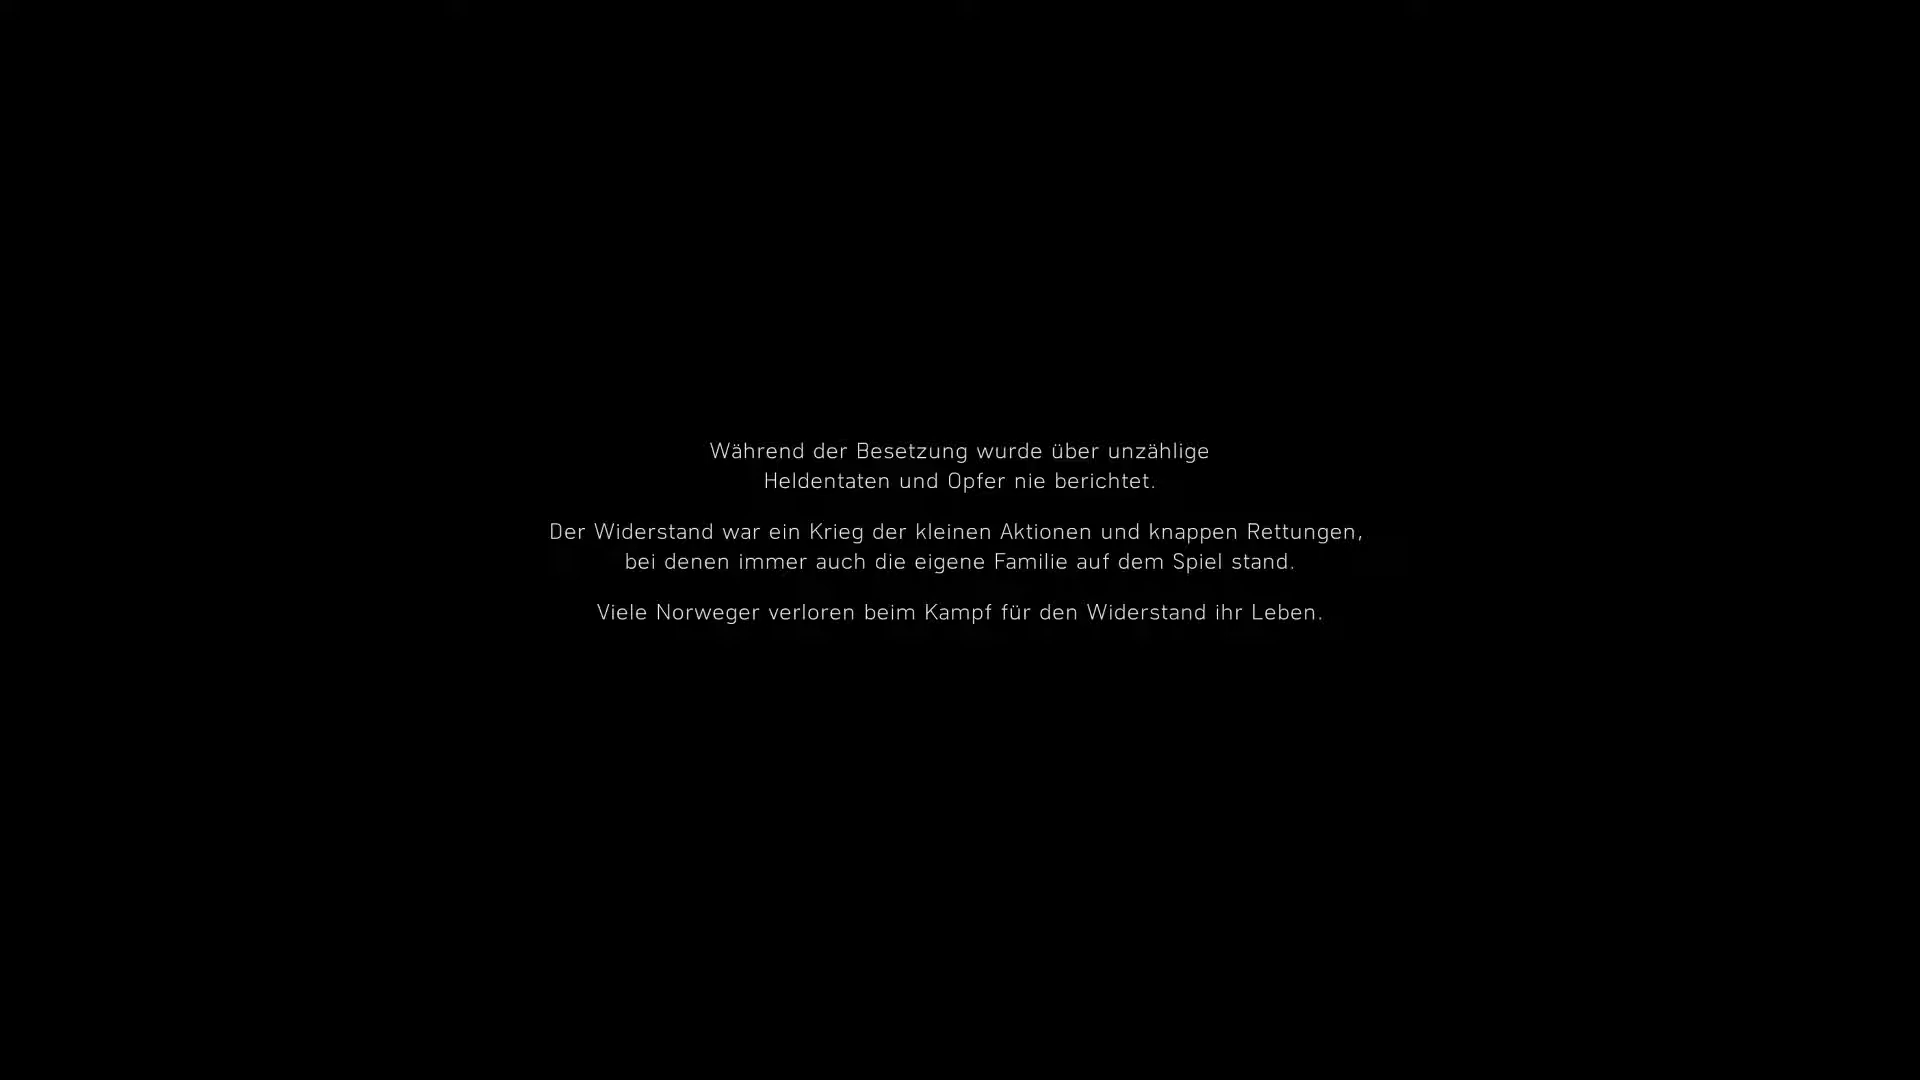 Während der Besetzung wurde über unzählige
Heldentaten und Opfer nie berichtet.
Der Widerstand war ein Krieg der kleinen Aktionen und knappen Rettungen,
bei denen immer auch die eigene Familie auf dem Spiel stand.
Viele Norweger verloren beim Kampf für den Widerstand ihr Leben.